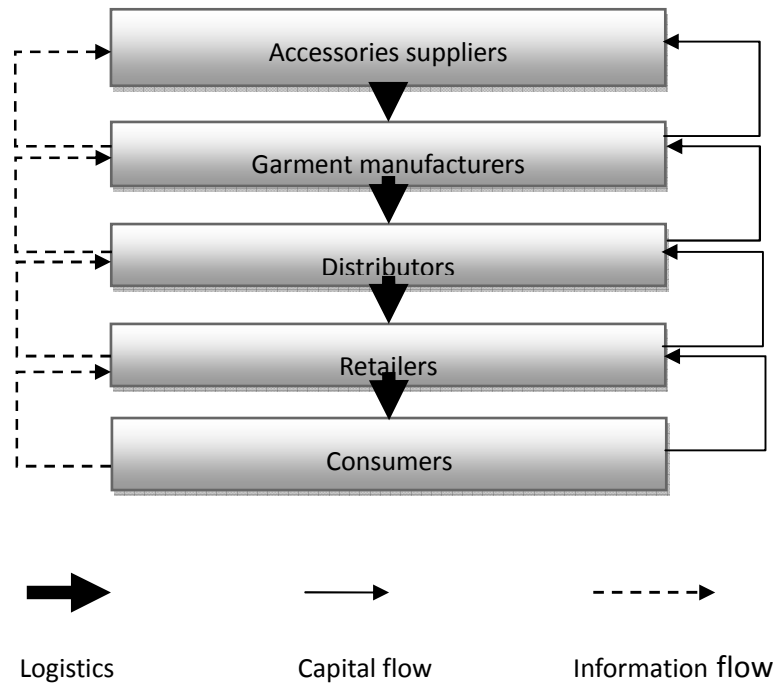 Accessories suppliers
Garment manufacturers
Distributors
Retailers
Consumers
Logistics Capital flow Information flow